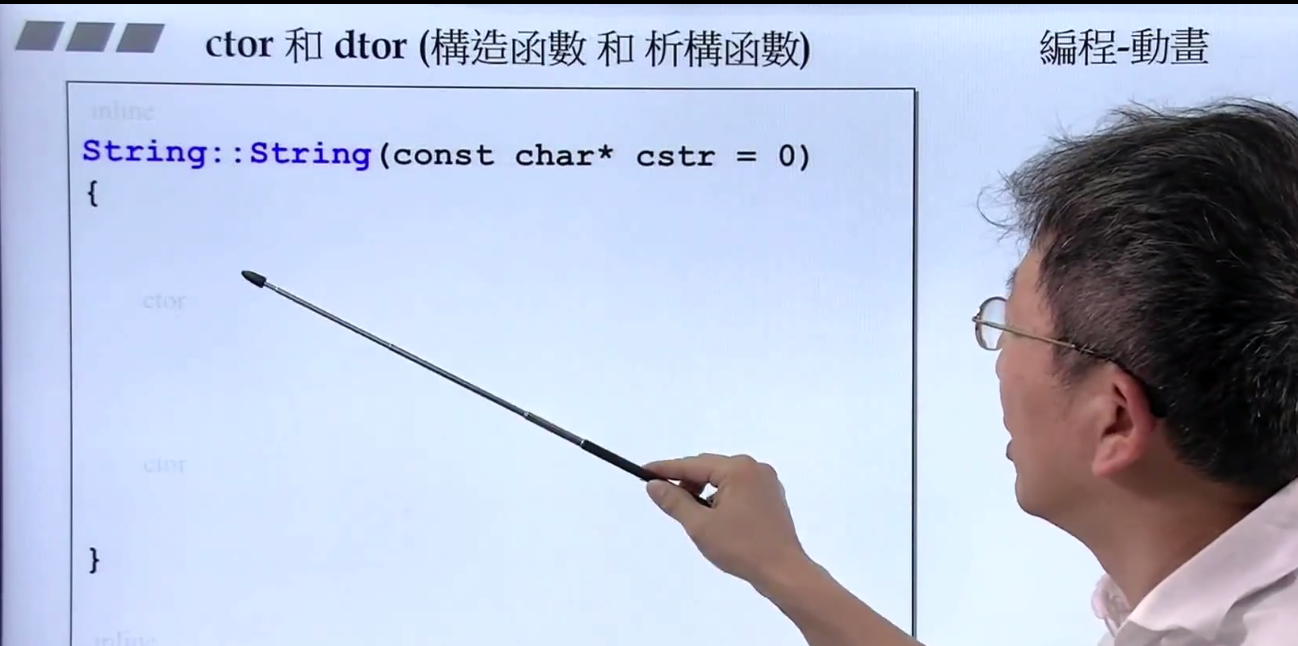 ctor 和 dtor (構造函數 和 析構函數)
編程-動畫
inline
String::String(const char* cstr = 0)
{
ctor
ctor
}
inline